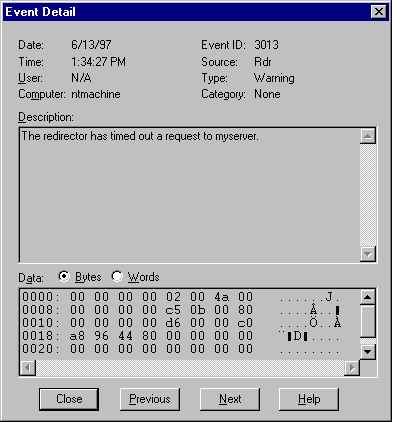 Event Detail
Date: 6/13/97 Event ID: 3013
Time: 1:34:27 PM Source: Rdr
User: N/A Type: Warning
Computer: ntmachine Category: None
Description:
The redirector has timed out a request to myserver.
Data: Bytes Words
0000: 00 00 00 00 02 00 4a 00 ......J.
0008: 00 00 00 00 c5 0b 00 80 ....Å..▮
0010: 00 00 00 00 d6 00 00 c0 ....Ö..À
0018: a8 96 44 80 00 00 00 00 ¨▮D▮....
0020: 00 00 00 00 00 00 00 00 ........
Close Previous Next Help